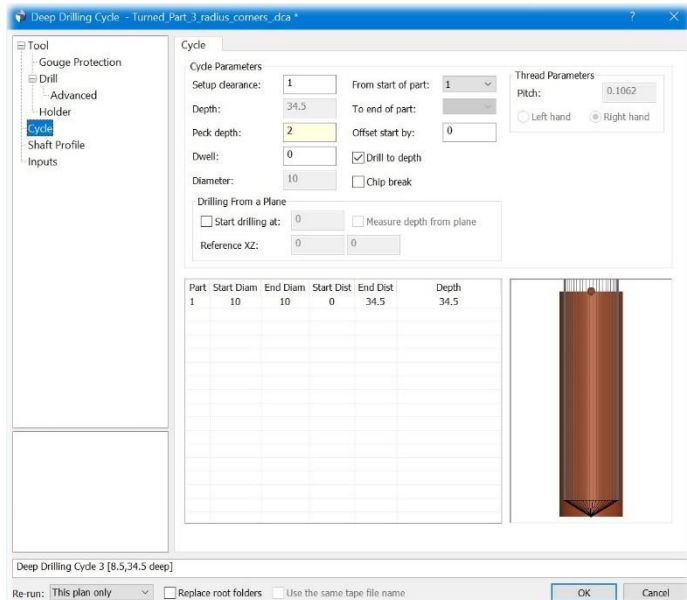 Deep Drilling Cycle - Turned_Part_3_radius_corners_.dca * ? X
Tool
Gouge Protection
Drill
Advanced
Holder
Cycle
Shaft Profile
Inputs
Cycle
Cycle Parameters
Setup clearance: 1 From start of part: 1
Depth: 34.5 To end of part:
Peck depth: 2 Offset start by: 0
Dwell: 0 Drill to depth
Diameter: 10 Chip break
Thread Parameters
Pitch: 0.1062
Left hand Right hand
Drilling From a Plane
Start drilling at: 0 Measure depth from plane
Reference XZ: 0 0
Part Start Diam End Diam Start Dist End Dist Depth
1 10 10 0 34.5 34.5
Deep Drilling Cycle 3 [8.5,34.5 deep]
Re-run: This plan only Replace root folders Use the same tape file name OK Cancel